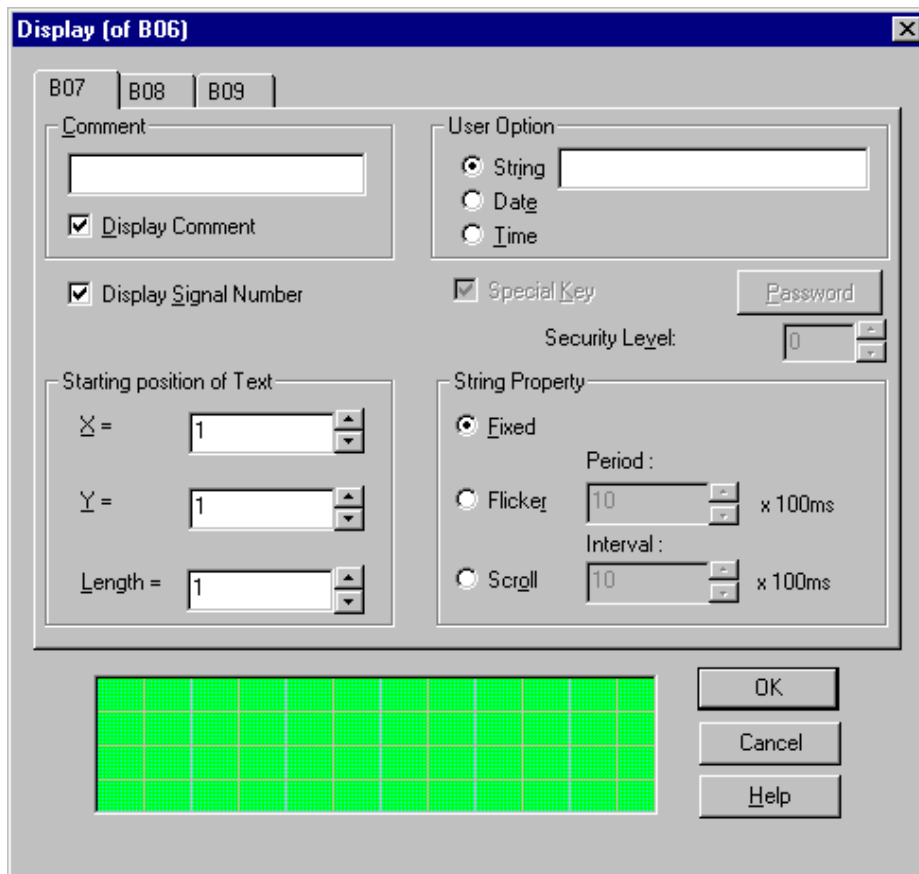 Display (of B06)
B07 B08 B09
Comment
Display Comment
User Option
String
Date
Time
Display Signal Number
Special Key
Password
Security Level:
0
Starting position of Text
X =
1
Y =
1
Length =
1
String Property
Fixed
Period :
Flicker
10
x 100ms
Interval :
Scroll
10
x 100ms
OK
Cancel
Help